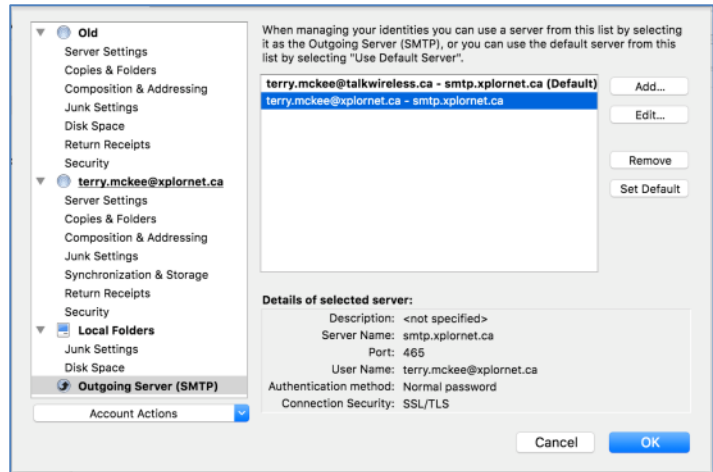 Old
Server Settings
Copies & Folders
Composition & Addressing
Junk Settings
Disk Space
Return Receipts
Security
terry.mckee@xplornet.ca
Server Settings
Copies & Folders
Composition & Addressing
Junk Settings
Synchronization & Storage
Return Receipts
Security
Local Folders
Junk Settings
Disk Space
Outgoing Server (SMTP)
Account Actions
When managing your identities you can use a server from this list by selecting
it as the Outgoing Server (SMTP), or you can use the default server from this
list by selecting "Use Default Server".
terry.mckee@talkwireless.ca - smtp.xplornet.ca (Default)
terry.mckee@xplornet.ca - smtp.xplornet.ca
Add...
Edit...
Remove
Set Default
Details of selected server:
Description: <not specified>
Server Name: smtp.xplornet.ca
Port: 465
User Name: terry.mckee@xplornet.ca
Authentication method: Normal password
Connection Security: SSL/TLS
Cancel
OK